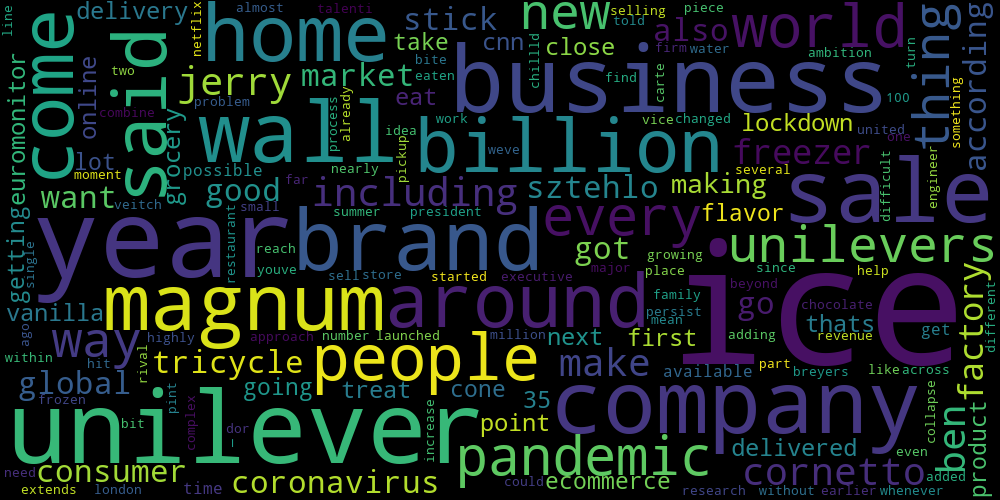 line
delivery
netflix
almost
talenti
stick
new
told
selling
piece
also
world
thing
according
come
said
home
take
cnn
close
firm
water
ambition
turn
two
online
jerry
market
bite
eaten
chillld
find
carte
business
100
euromonitor
combine
problem
grocery
wall
process
already
eat
idea
pickup
work
billion
weve
vice
changed
lockdown
united
one
something
lot
moment
possible
nearly
freezer
several
difficult
engineer
want
veitch
good
far
including
sztehlo
making
sale
getting
single
year
small
restaurant
summer
president
brand
every
flavor
reach
youve
got
growing
place
since
unilevers
help
sell
store
started
executive
major
beyond
ice
vanilla
magnum
around
family
persist
mean
go
chocolate
thats
get
factory
different
ago
way
highly
approach
number
launched
million
next
first
adding
revenue
within
hit
rival
tricycle
people
make
available
part
breyers
like
across
global
frozen
pint
going
treat
cone
35
company
collapse
ben
product
unilever
bit
complex
dor
–
increase
point
pandemic
delivered
even
need
consumer
extends
london
time
coronavirus
could
ecommerce
cornetto
added
research
without
earlier
whenever